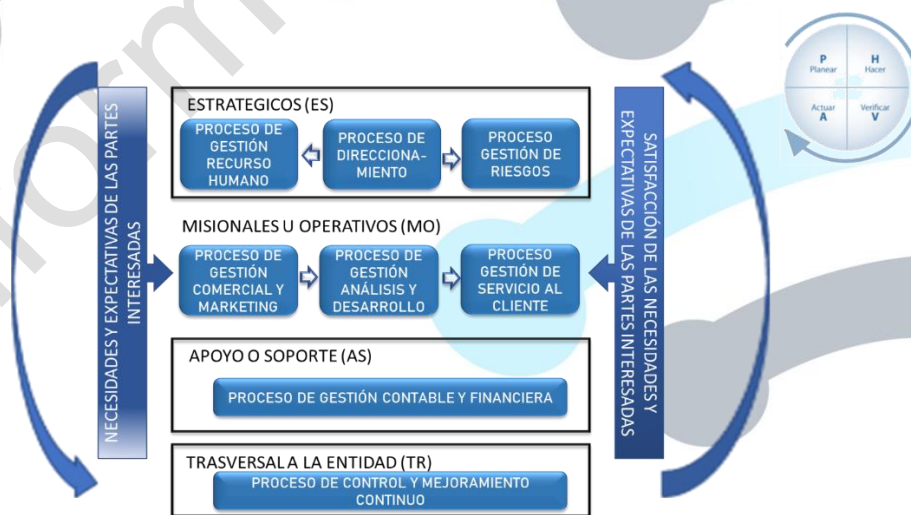 P
Planear
H
Hacer
Actuar
A
Verificar
V
NECESIDADES Y EXPECTATIVAS DE LAS PARTES
INTERESADAS
ESTRATEGICOS (ES)
PROCESO DE
GESTIÓN
RECURSO
HUMANO
PROCESO DE
DIRECCIONA-
MIENTO
PROCESO
GESTIÓN DE
RIESGOS
MISIONALES U OPERATIVOS (MO)
PROCESO DE
GESTIÓN
COMERCIAL Y
MARKETING
PROCESO DE
GESTIÓN
ANÁLISIS Y
DESARROLLO
PROCESO
GESTIÓN DE
SERVICIO AL
CLIENTE
APOYO O SOPORTE (AS)
PROCESO DE GESTIÓN CONTABLE Y FINANCIERA
TRASVERSAL A LA ENTIDAD (TR)
PROCESO DE CONTROL Y MEJORAMIENTO
CONTINUO
SATISFACCIÓN DE LAS NECESIDADES Y
EXPECTATIVAS DE LAS PARTES INTERESADAS